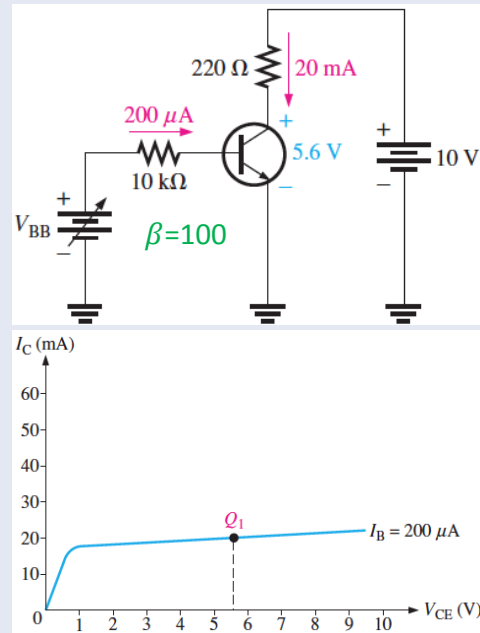 220 Ω
20 mA
200 μA
+
5.6 V
–
+
10 V
–
10 kΩ
+
V_BB
–
β=100
I_C (mA)
60
50
40
30
20
10
0
Q_1
I_B = 200 μA
1 2 3 4 5 6 7 8 9 10
V_CE (V)